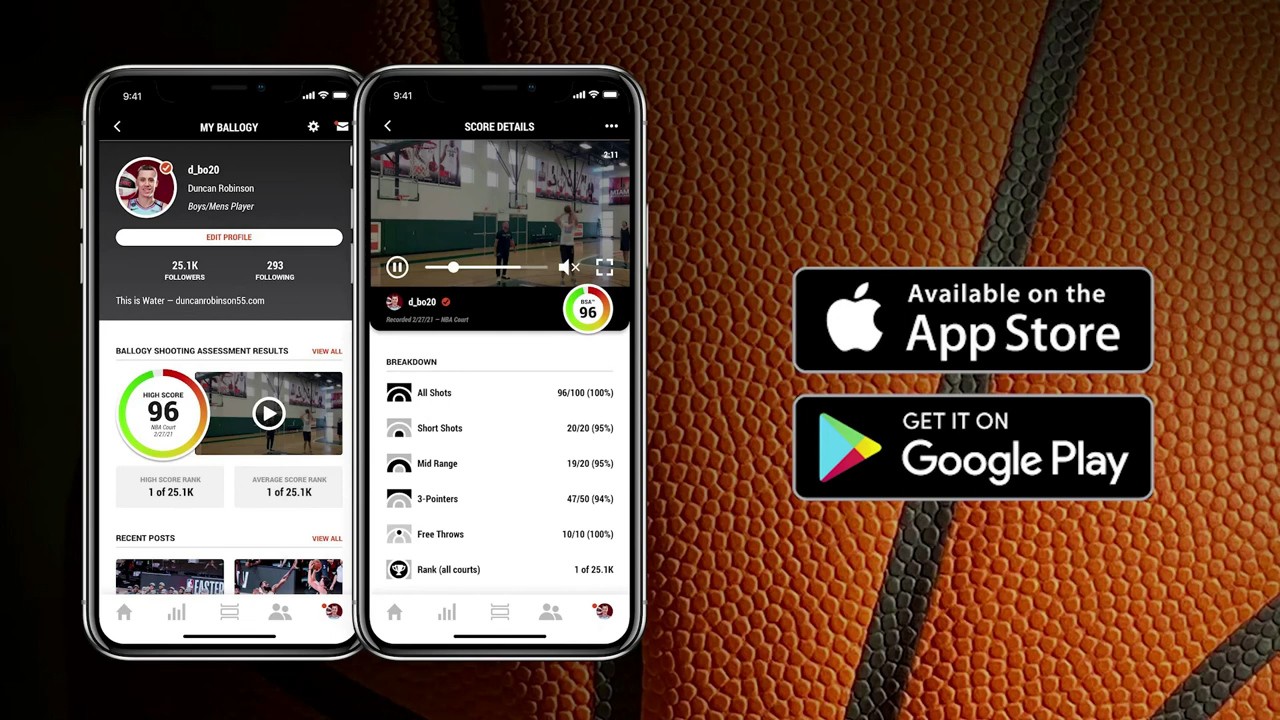 9:41
MY BALLOGY
d_bo20
Duncan Robinson
Boys/Mens Player
EDIT PROFILE
25.1K
FOLLOWERS
293
FOLLOWING
This is Water — duncanrobinson55.com
BALLOGY SHOOTING ASSESSMENT RESULTS
VIEW ALL
HIGH SCORE
96
NBA Court
2/27/21
HIGH SCORE RANK
1 of 25.1K
AVERAGE SCORE RANK
1 of 25.1K
RECENT POSTS
VIEW ALL
9:41
SCORE DETAILS
2:11
d_bo20
Recorded 2/27/21 — NBA Court
BSA™
96
BREAKDOWN
All Shots 96/100 (100%)
Short Shots 20/20 (95%)
Mid Range 19/20 (95%)
3-Pointers 47/50 (94%)
Free Throws 10/10 (100%)
Rank (all courts) 1 of 25.1K
Available on the
App Store
GET IT ON
Google Play